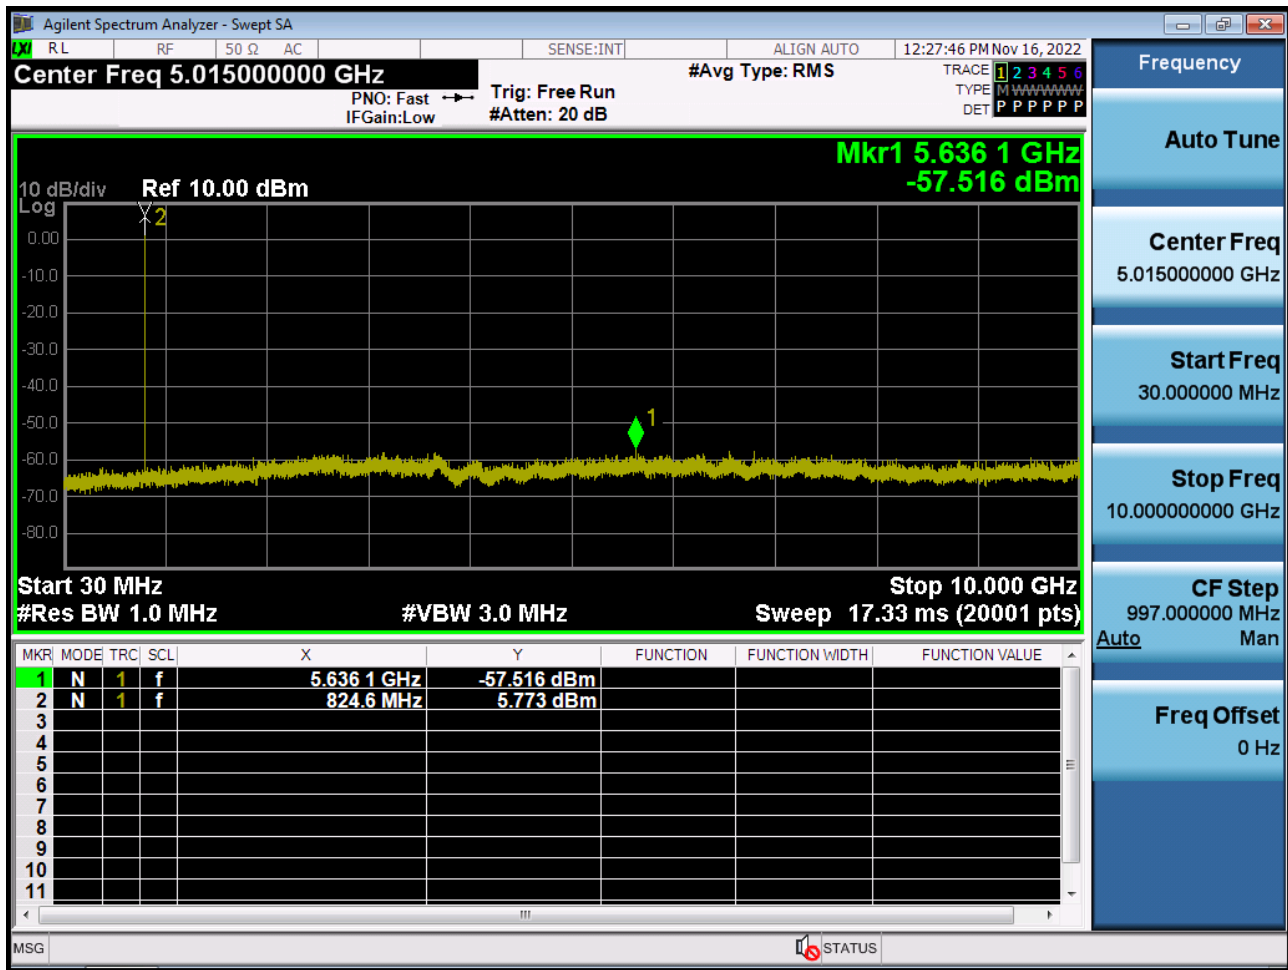 Agilent Spectrum Analyzer - Swept SA
LXI RL RF 50 Ω AC SENSE:INT ALIGN AUTO 12:27:46 PM Nov 16, 2022
Center Freq 5.015000000 GHz
PNO: Fast
IFGain:Low
Trig: Free Run
#Atten: 20 dB
#Avg Type: RMS
TRACE 1 2 3 4 5 6
TYPE M WWWWW
DET P P P P P P
Mkr1 5.636 1 GHz
-57.516 dBm
10 dB/div Ref 10.00 dBm
Log
2
0.00
-10.0
-20.0
-30.0
-40.0
-50.0
1
-60.0
-70.0
-80.0
Start 30 MHz Stop 10.000 GHz
#Res BW 1.0 MHz #VBW 3.0 MHz Sweep 17.33 ms (20001 pts)
MKR MODE TRC SCL X Y FUNCTION FUNCTION WIDTH FUNCTION VALUE
1 N 1 f 5.636 1 GHz -57.516 dBm
2 N 1 f 824.6 MHz 5.773 dBm
3
4
5
6
7
8
9
10
11
MSG STATUS
Frequency
Auto Tune
Center Freq
5.015000000 GHz
Start Freq
30.000000 MHz
Stop Freq
10.000000000 GHz
CF Step
997.000000 MHz
Auto Man
Freq Offset
0 Hz